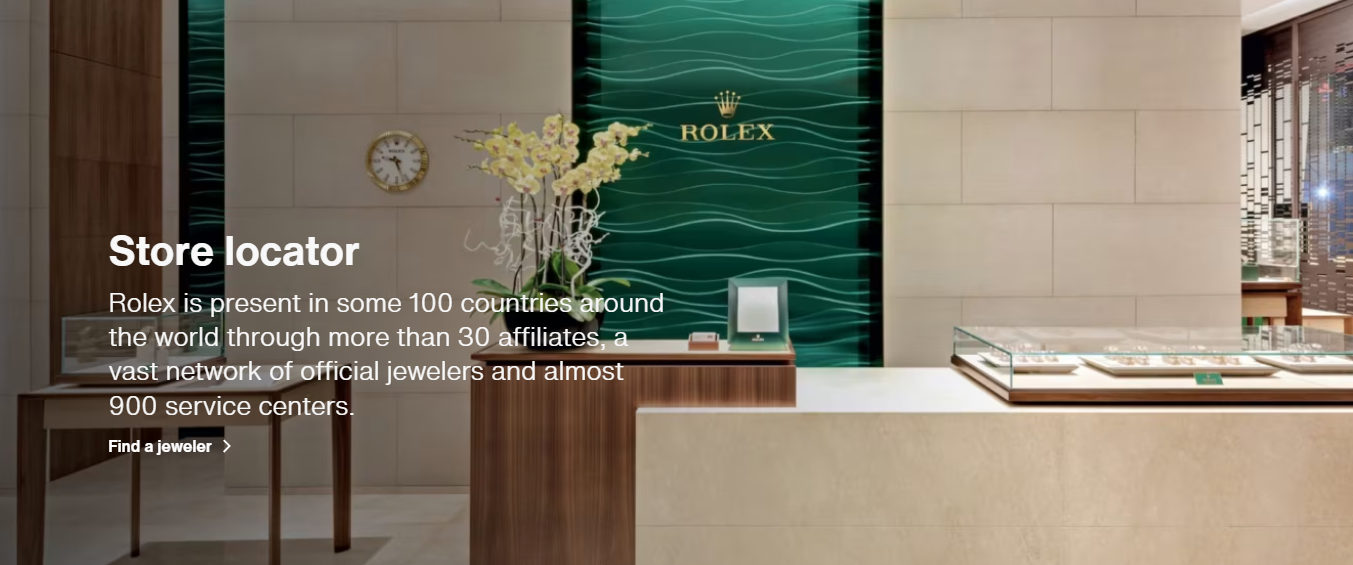 ROLEX
ROLEX
Store locator
Rolex is present in some 100 countries around
the world through more than 30 affiliates, a
vast network of official jewelers and almost
900 service centers.
Find a jeweler